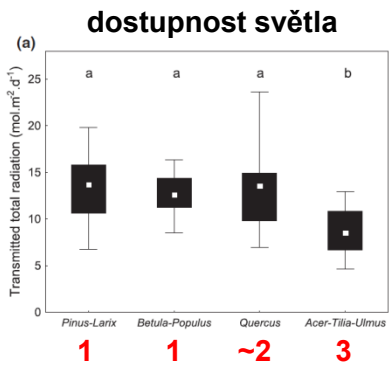 dostupnost světla
(a)
a a a b
Transmitted total radiation (mol.m⁻².d⁻¹)
25
20
15
10
5
0
Pinus-Larix Betula-Populus Quercus Acer-Tilia-Ulmus
1 1 ~2 3